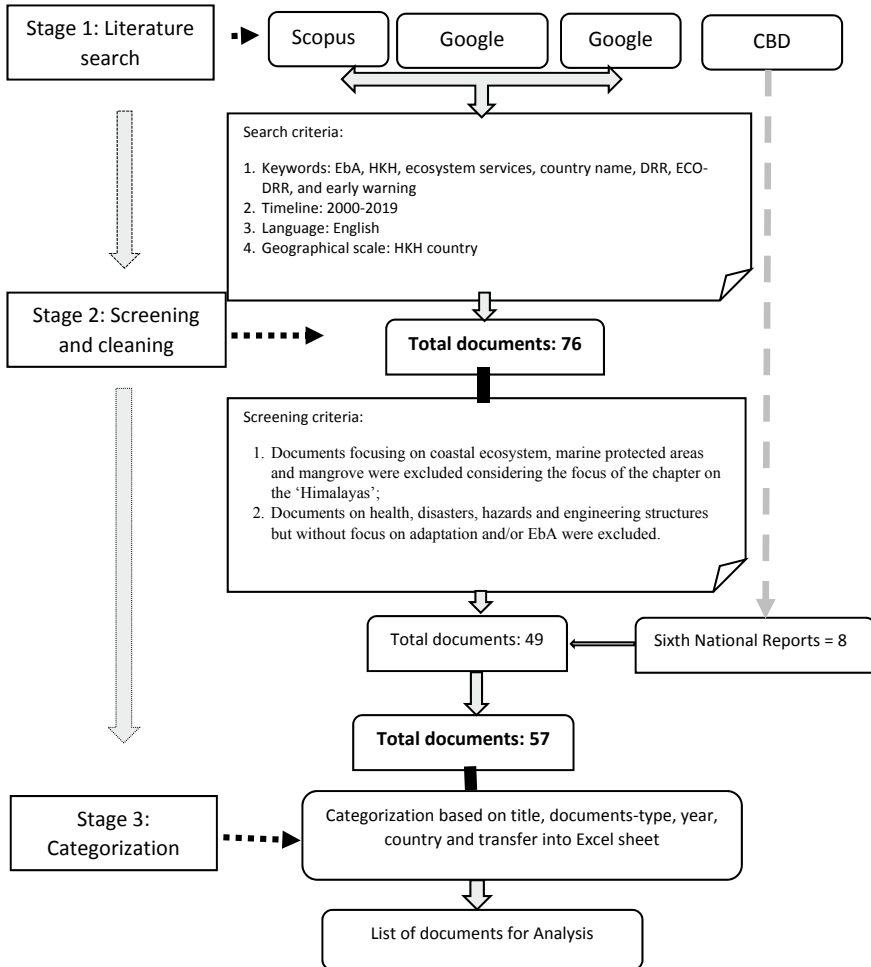 Stage 1: Literature
search
Scopus
Google
Google
CBD
Search criteria:
1. Keywords: EbA, HKH, ecosystem services, country name, DRR, ECO-
DRR, and early warning
2. Timeline: 2000-2019
3. Language: English
4. Geographical scale: HKH country
Stage 2: Screening
and cleaning
Total documents: 76
Screening criteria:
1. Documents focusing on coastal ecosystem, marine protected areas
and mangrove were excluded considering the focus of the chapter on
the ‘Himalayas’;
2. Documents on health, disasters, hazards and engineering structures
but without focus on adaptation and/or EbA were excluded.
Total documents: 49
Sixth National Reports = 8
Total documents: 57
Stage 3:
Categorization
Categorization based on title, documents-type, year,
country and transfer into Excel sheet
List of documents for Analysis